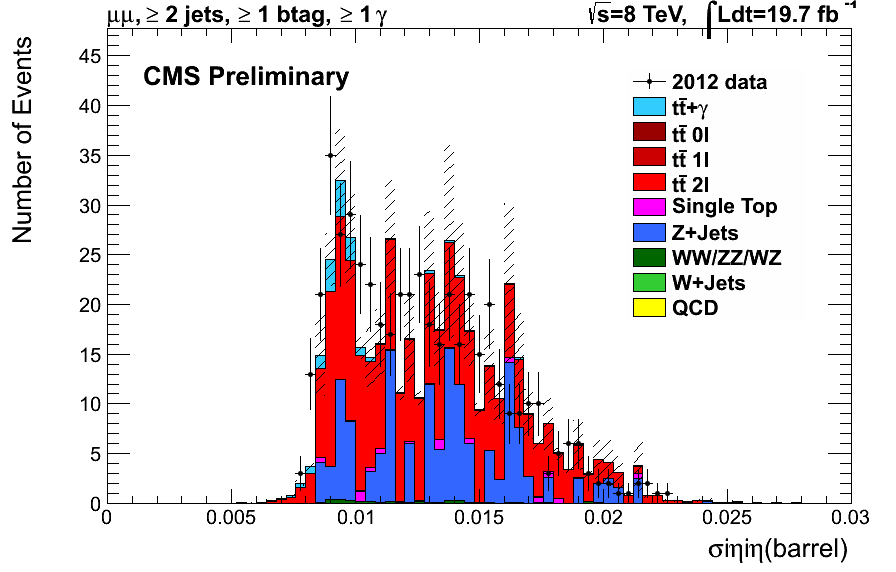 μμ, ≥ 2 jets, ≥ 1 btag, ≥ 1 γ
√s=8 TeV, ∫Ldt=19.7 fb⁻¹
CMS Preliminary
Number of Events
45
40
35
30
25
20
15
10
5
0
2012 data
tt̄+γ
tt̄ 0l
tt̄ 1l
tt̄ 2l
Single Top
Z+Jets
WW/ZZ/WZ
W+Jets
QCD
0 0.005 0.01 0.015 0.02 0.025 0.03
σiηiη(barrel)